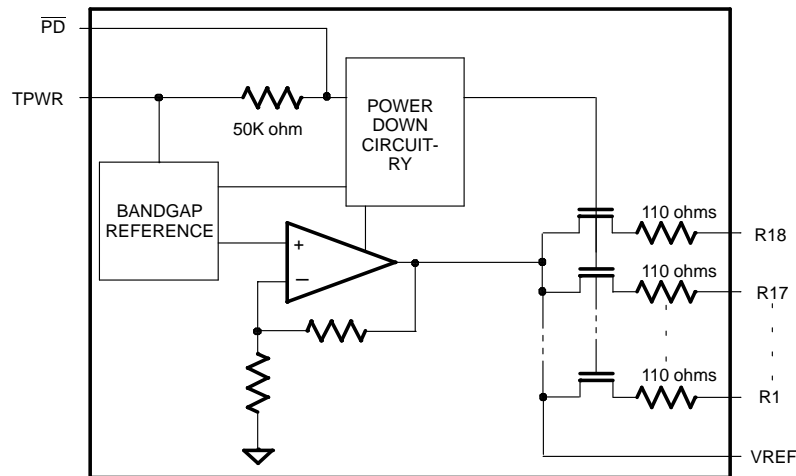 PD
TPWR
50K ohm
POWER
DOWN
CIRCUIT-
RY
BANDGAP
REFERENCE
+
−
110 ohms
R18
110 ohms
R17
110 ohms
R1
VREF